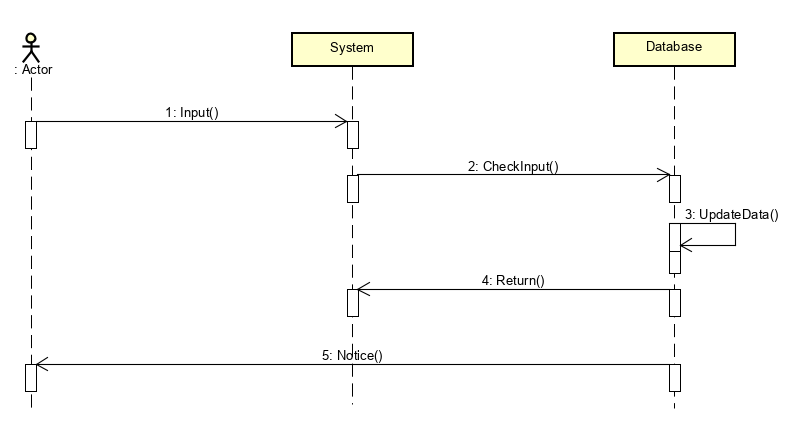 System
Database
: Actor
1: Input()
2: CheckInput()
3: UpdateData()
4: Return()
5: Notice()